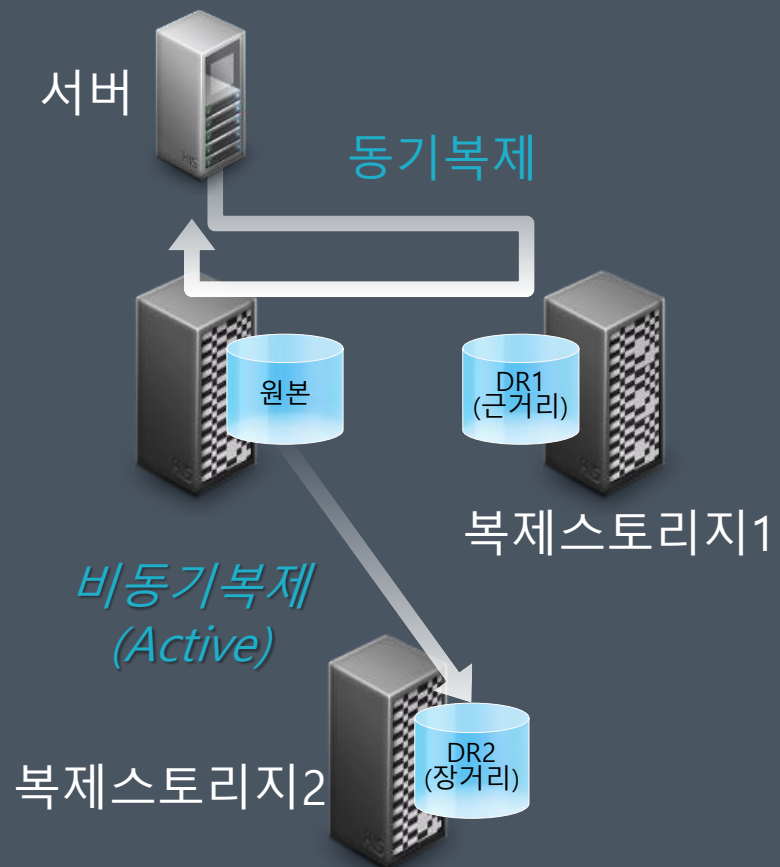 서버
동기복제
원본
DR1
(근거리)
복제스토리지1
비동기복제
(Active)
DR2
(장거리)
복제스토리지2